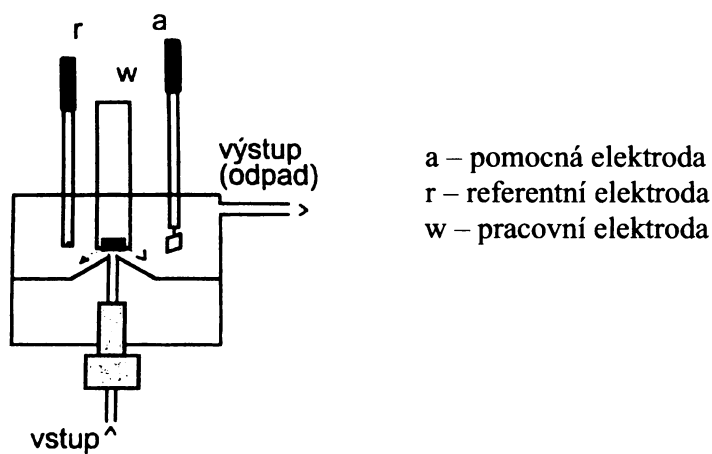 r
a
w
výstup
(odpad)
vstup ^
a – pomocná elektroda
r – referentní elektroda
w – pracovní elektroda